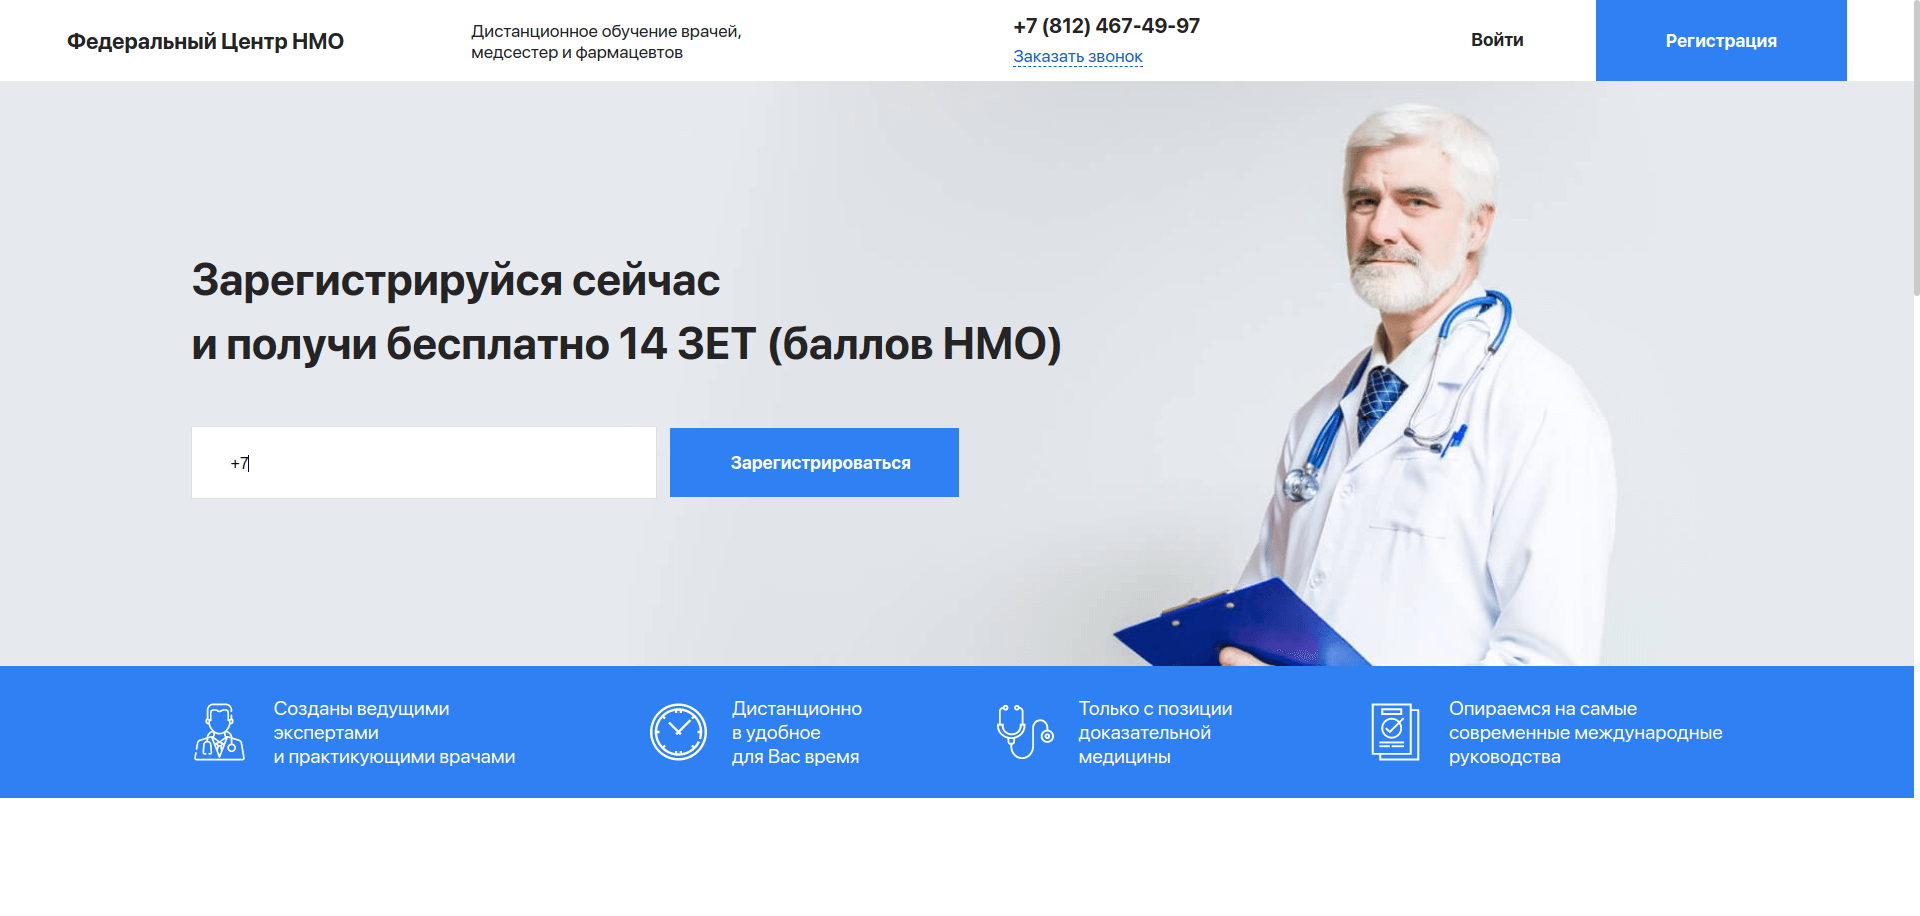 Федеральный Центр НМО
Дистанционное обучение врачей,
медсестер и фармацевтов
+7 (812) 467-49-97
Заказать звонок
Войти
Регистрация
Зарегистрируйся сейчас
и получи бесплатно 14 ЗЕТ (баллов НМО)
+7
Зарегистрироваться
Созданы ведущими
экспертами
и практикующими врачами
Дистанционно
в удобное
для Вас время
Только с позиции
доказательной
медицины
Опираемся на самые
современные международные
руководства